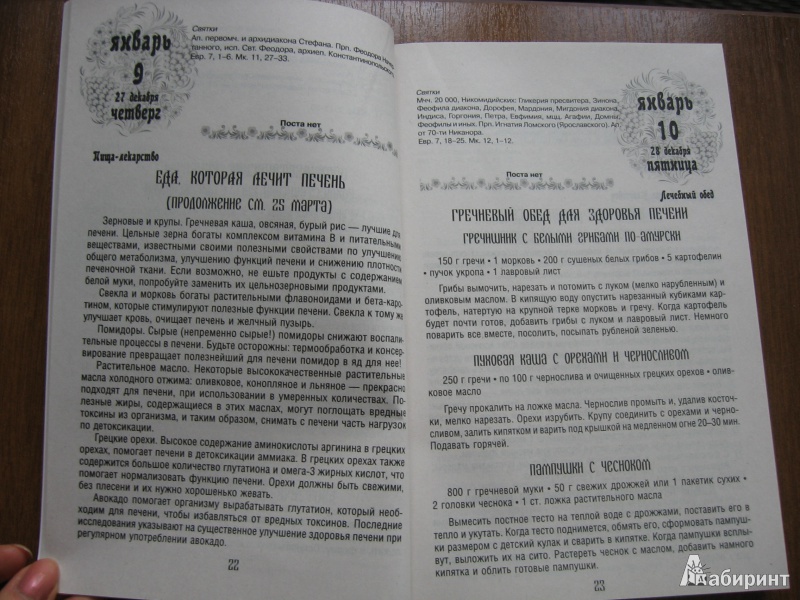 январь
9
27 декабря
четверг
Святки
Ап. первомч. и архидиакона Стефана. Прп. Феодора Начер-
танного, исп. Свт. Феодора, архиеп. Константинопольского.
Евр. 7, 1–6. Мк. 11, 27–33.
Поста нет
Пища-лекарство
ЕДА, КОТОРАЯ ЛЕЧИТ ПЕЧЕНЬ
(ПРОДОЛЖЕНИЕ СМ. 25 МАРТА)
Зерновые и крупы. Гречневая каша, овсяная, бурый рис — лучшие для
печени. Цельные зерна богаты комплексом витамина В и питательными
веществами, известными своими полезными свойствами по улучшению
общего метаболизма, улучшению функций печени и снижению плотности
печеночной ткани. Если возможно, не ешьте продукты с содержанием
белой муки, попробуйте заменить их цельнозерновыми продуктами.
Свекла и морковь богаты растительными флавоноидами и бета-каро-
тином, которые стимулируют полезные функции печени. Свекла к тому же
улучшает кровь, очищает печень и желчный пузырь.
Помидоры. Сырые (непременно сырые!) помидоры снижают воспали-
тельные процессы в печени. Будьте осторожны: термообработка и консер-
вирование превращает полезнейший для печени помидор в яд для нее!
Растительное масло. Некоторые высококачественные растительные
масла холодного отжима: оливковое, конопляное и льняное — прекрасно
подходят для печени, при использовании в умеренных количествах. По-
лезные жиры, содержащиеся в этих маслах, могут поглощать вредные
токсины из организма, и таким образом, снимать с печени часть нагрузок
по детоксикации.
Грецкие орехи. Высокое содержание аминокислоты аргинина в грецких
орехах, помогает печени в детоксикации аммиака. В грецких орехах также
содержится большое количество глутатиона и омега-3 жирных кислот, что
помогает нормализовать функцию печени. Орехи должны быть свежими,
без плесени и их нужно хорошенько жевать.
Авокадо помогает организму вырабатывать глутатион, который необ-
ходим для печени, чтобы избавляться от вредных токсинов. Последние
исследования указывают на существенное улучшение здоровья печени при
регулярном употреблении авокадо.
22
Святки
Мчч. 20 000, Никомидийских: Гликерия пресвитера, Зинона,
Феофила диакона, Дорофея, Мардония, Мигдония диакона,
Индиса, Горгония, Петра, Евфимия, мцц. Агафии, Домны,
Феофилы и иных. Прп. Игнатия Ломского (Ярославского). Ап.
от 70-ти Никанора.
Евр. 7, 18–25. Мк. 12, 1–12.
январь
10
28 декабря
пятница
Поста нет
Лечебный обед
ГРЕЧНЕВЫЙ ОБЕД ДЛЯ ЗДОРОВЬЯ ПЕЧЕНИ
ГРЕЧНИШНИК С БЕЛЫМИ ГРИБАМИ ПО-АМУРСКИ
150 г гречи • 1 морковь • 200 г сушеных белых грибов • 5 картофелин
• пучок укропа • 1 лавровый лист
Грибы вымочить, нарезать и потомить с луком (мелко нарубленным) и
оливковым маслом. В кипящую воду опустить нарезанный кубиками кар-
тофель, натертую на крупной терке морковь и гречу. Когда картофель
будет почти готов, добавить грибы с луком и лавровый лист. Немного
поварить все вместе, посолить, посыпать рубленой зеленью.
ПУХОВАЯ КАША С ОРЕХАМИ И ЧЕРНОСЛИВОМ
250 г гречи • по 100 г чернослива и очищенных грецких орехов • олив-
ковое масло
Гречу прокалить на ложке масла. Чернослив промыть и, удалив косточ-
ки, мелко нарезать. Орехи изрубить. Крупу соединить с орехами и черно-
сливом, залить кипятком и варить под крышкой на медленном огне 20–30 мин.
Подавать горячей.
ПАМПУШКИ С ЧЕСНОКОМ
800 г гречневой муки • 50 г свежих дрожжей или 1 пакетик сухих •
2 головки чеснока • 1 ст. ложка растительного масла
Вымесить постное тесто на теплой воде с дрожжами, поставить его в
тепло и укутать. Когда тесто поднимется, обмять его, сформовать пампуш-
ки размером с детский кулак и сварить в кипятке. Когда пампушки всплы-
вут, выложить их на сито. Растереть чеснок с маслом, добавить немного
кипятка и облить готовые пампушки.
23
Лабиринт.ру